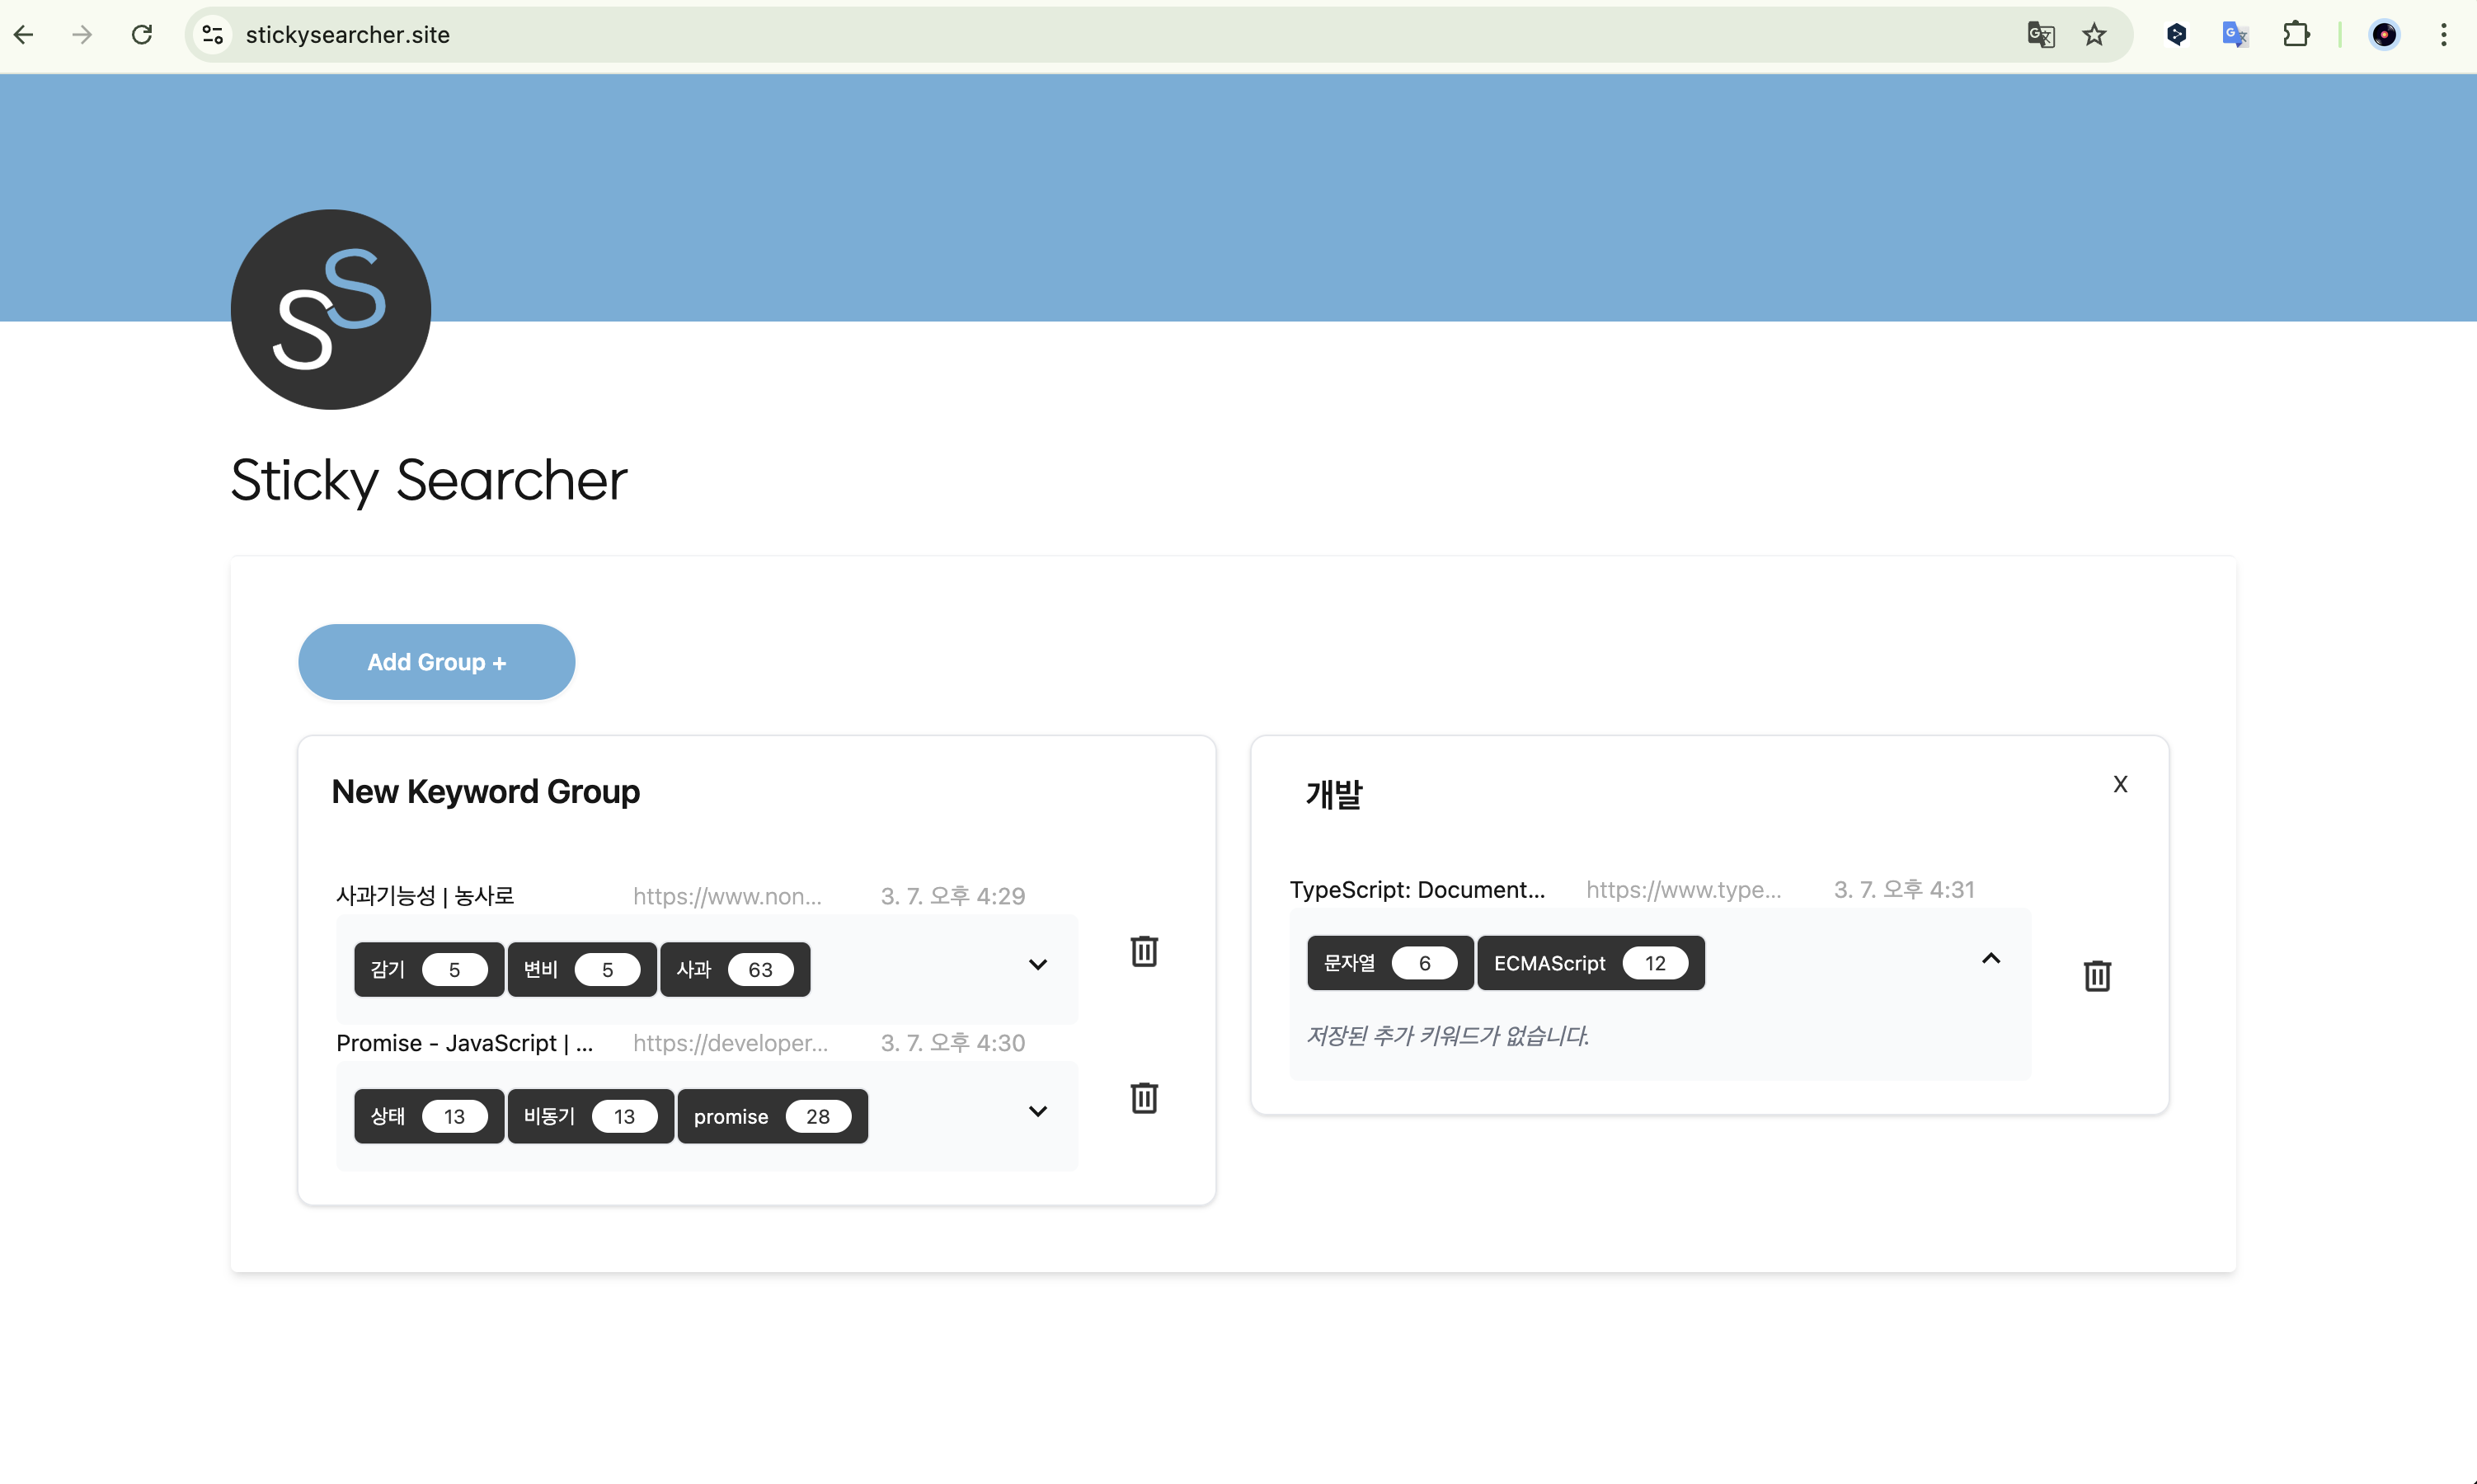 stickysearcher.site
SS
Sticky Searcher
Add Group +
New Keyword Group
사과기능성 | 농사로 https://www.non... 3. 7. 오후 4:29
감기 5 변비 5 사과 63
Promise - JavaScript | ... https://developer... 3. 7. 오후 4:30
상태 13 비동기 13 promise 28
개발 X
TypeScript: Document... https://www.type... 3. 7. 오후 4:31
문자열 6 ECMAScript 12
저장된 추가 키워드가 없습니다.